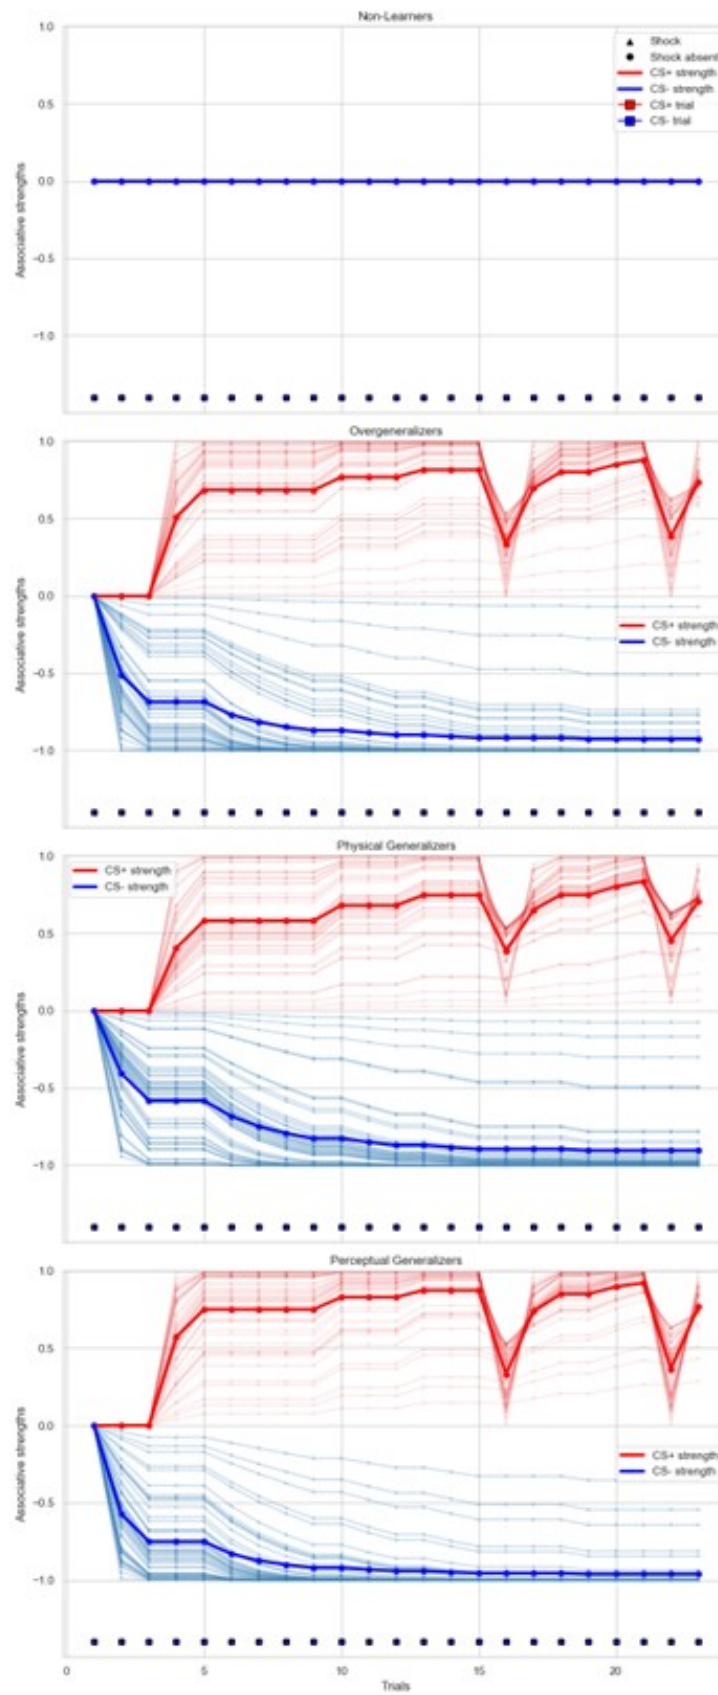 Non-Learners
1.0
0.5
0.0
−0.5
−1.0
Associative strengths
Shock
Shock absent
CS+ strength
CS- strength
CS+ trial
CS- trial
Overgeneralizers
1.0
0.5
0.0
−0.5
−1.0
Associative strengths
CS+ strength
CS- strength
Physical Generalizers
1.0
0.5
0.0
−0.5
−1.0
Associative strengths
CS+ strength
CS- strength
Perceptual Generalizers
1.0
0.5
0.0
−0.5
−1.0
Associative strengths
CS+ strength
CS- strength
0 5 10 15 20
Trials